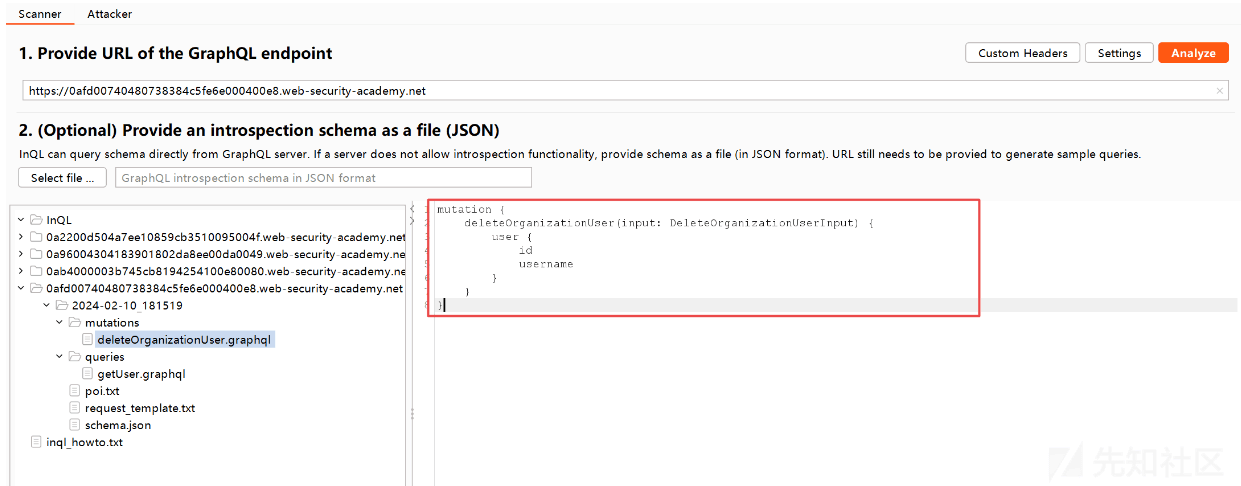 Scanner Attacker
1. Provide URL of the GraphQL endpoint
Custom Headers Settings Analyze
https://0afd00740480738384c5fe6e000400e8.web-security-academy.net
2. (Optional) Provide an introspection schema as a file (JSON)
InQL can query schema directly from GraphQL server. If a server does not allow introspection functionality, provide schema as a file (in JSON format). URL still needs to be provied to generate sample queries.
Select file ... GraphQL introspection schema in JSON format
InQL
0a2200d504a7ee10859cb3510095004f.web-security-academy.net
0a96004304183901802da8ee00da0049.web-security-academy.ne
0ab4000003b745cb8194254100e80080.web-security-academy.ne
0afd00740480738384c5fe6e000400e8.web-security-academy.net
2024-02-10_181519
mutations
deleteOrganizationUser.graphql
queries
getUser.graphql
poi.txt
request_template.txt
schema.json
inql_howto.txt
mutation {
deleteOrganizationUser(input: DeleteOrganizationUserInput) {
user {
id
username
}
}
}
先知社区